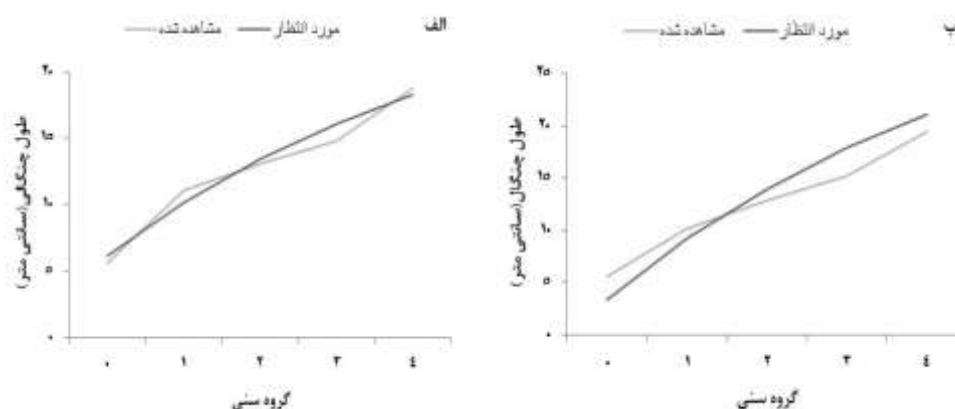 الف
مورد انتظار
مشاهده شده
۲۰
۱۵
۱۰
۵
۰
طول چنگالی (سانتی متر)
۰ ۱ ۲ ۳ ٤
گروه سنی
ب
مورد انتظار
مشاهده شده
۲۵
۲۰
۱۵
۱۰
۵
۰
طول چنگال(سانتی متر)
۰ ۱ ۲ ۳ ٤
گروه سنی